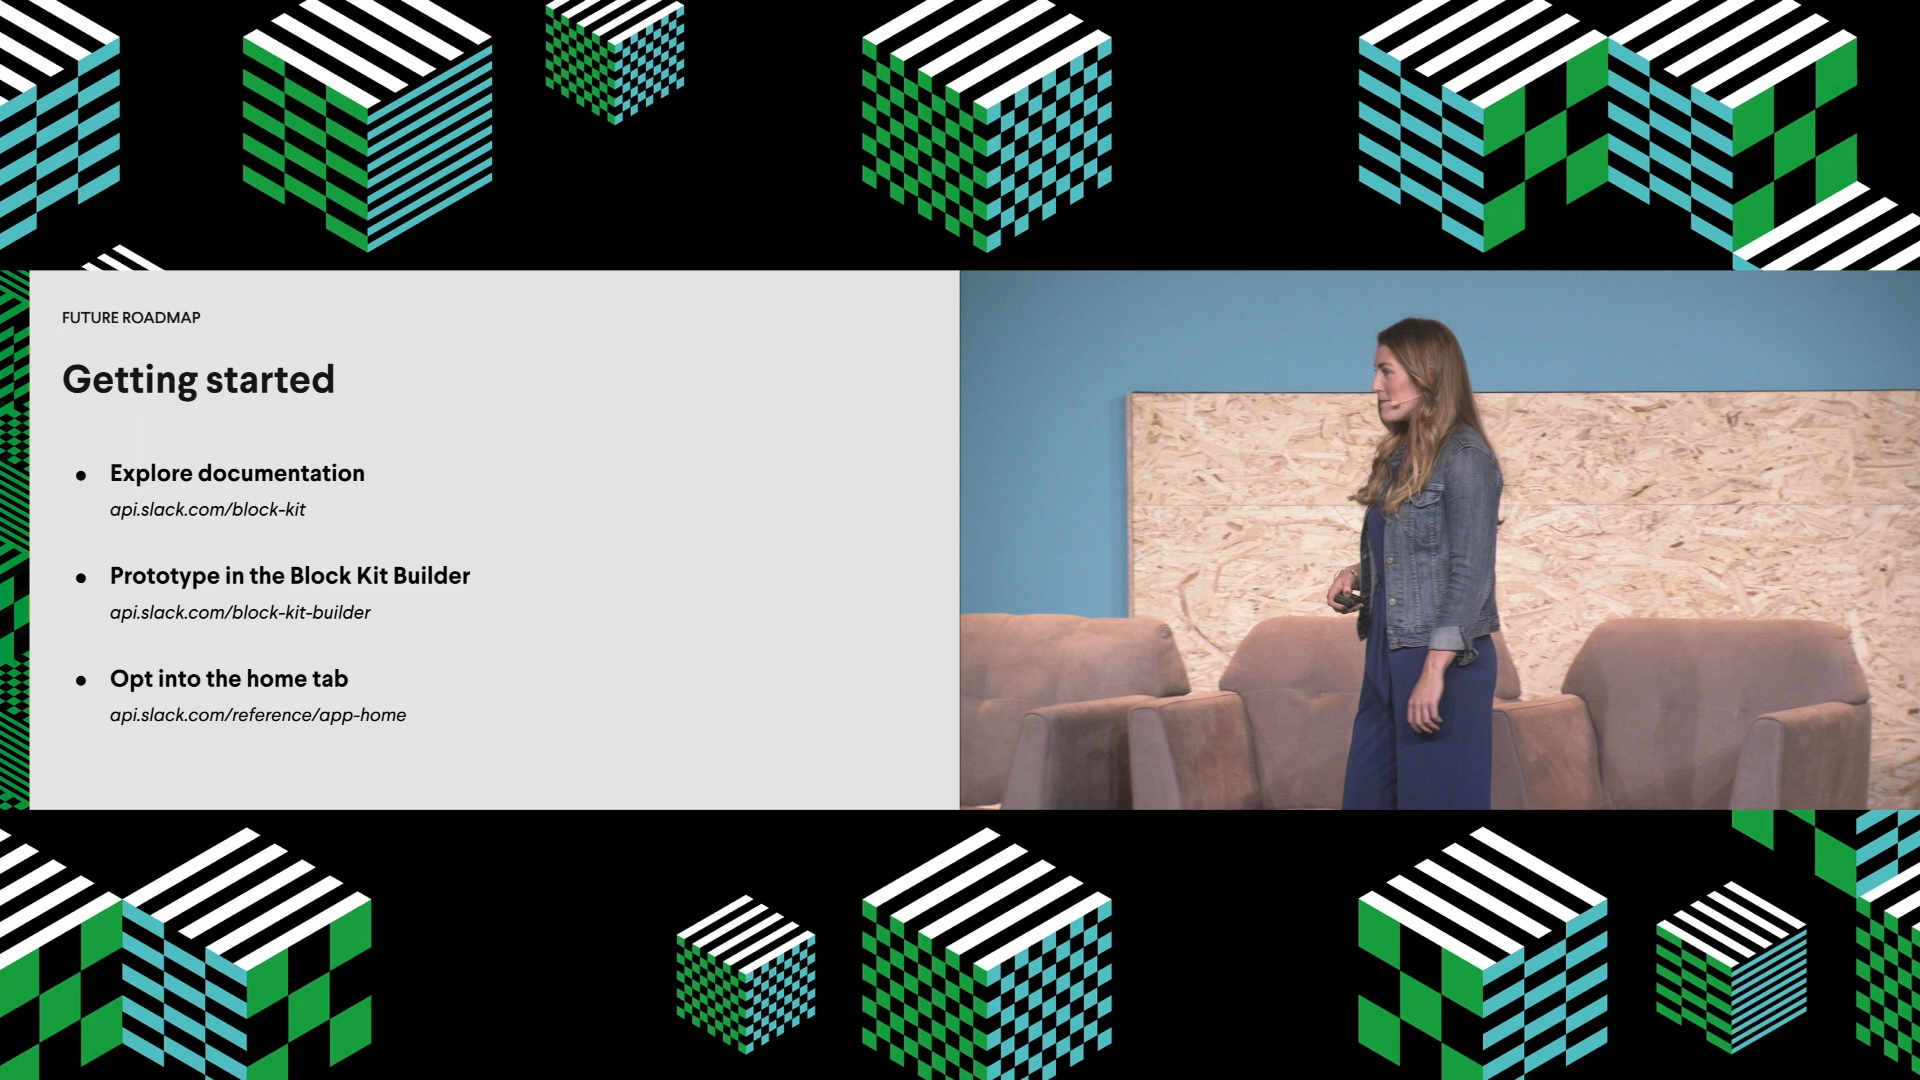 FUTURE ROADMAP
Getting started
Explore documentation
api.slack.com/block-kit
Prototype in the Block Kit Builder
api.slack.com/block-kit-builder
Opt into the home tab
api.slack.com/reference/app-home